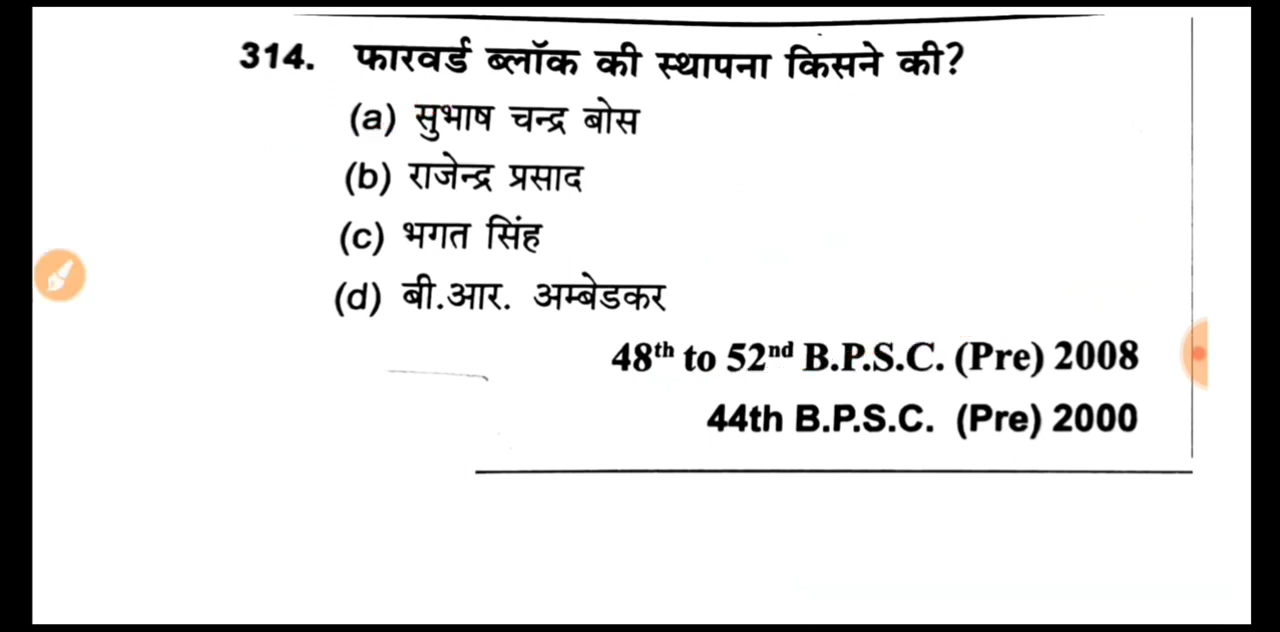 314. फारवर्ड ब्लॉक की स्थापना किसने की?
(a) सुभाष चन्द्र बोस
(b) राजेन्द्र प्रसाद
(c) भगत सिंह
(d) बी.आर. अम्बेडकर
48th to 52nd B.P.S.C. (Pre) 2008
44th B.P.S.C. (Pre) 2000